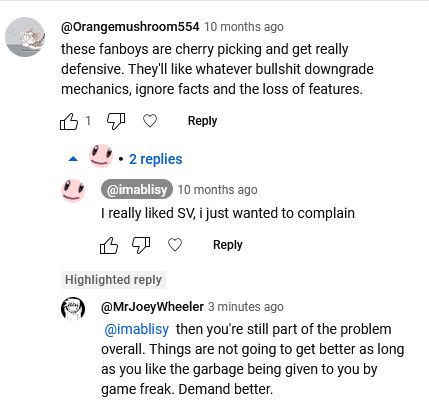 @Orangemushroom554 10 months ago
these fanboys are cherry picking and get really
defensive. They'll like whatever bullshit downgrade
mechanics, ignore facts and the loss of features.
1 Reply
• 2 replies
@imablisy 10 months ago
I really liked SV, i just wanted to complain
Reply
Highlighted reply
@MrJoeyWheeler 3 minutes ago
@imablisy then you're still part of the problem
overall. Things are not going to get better as long
as you like the garbage being given to you by
game freak. Demand better.